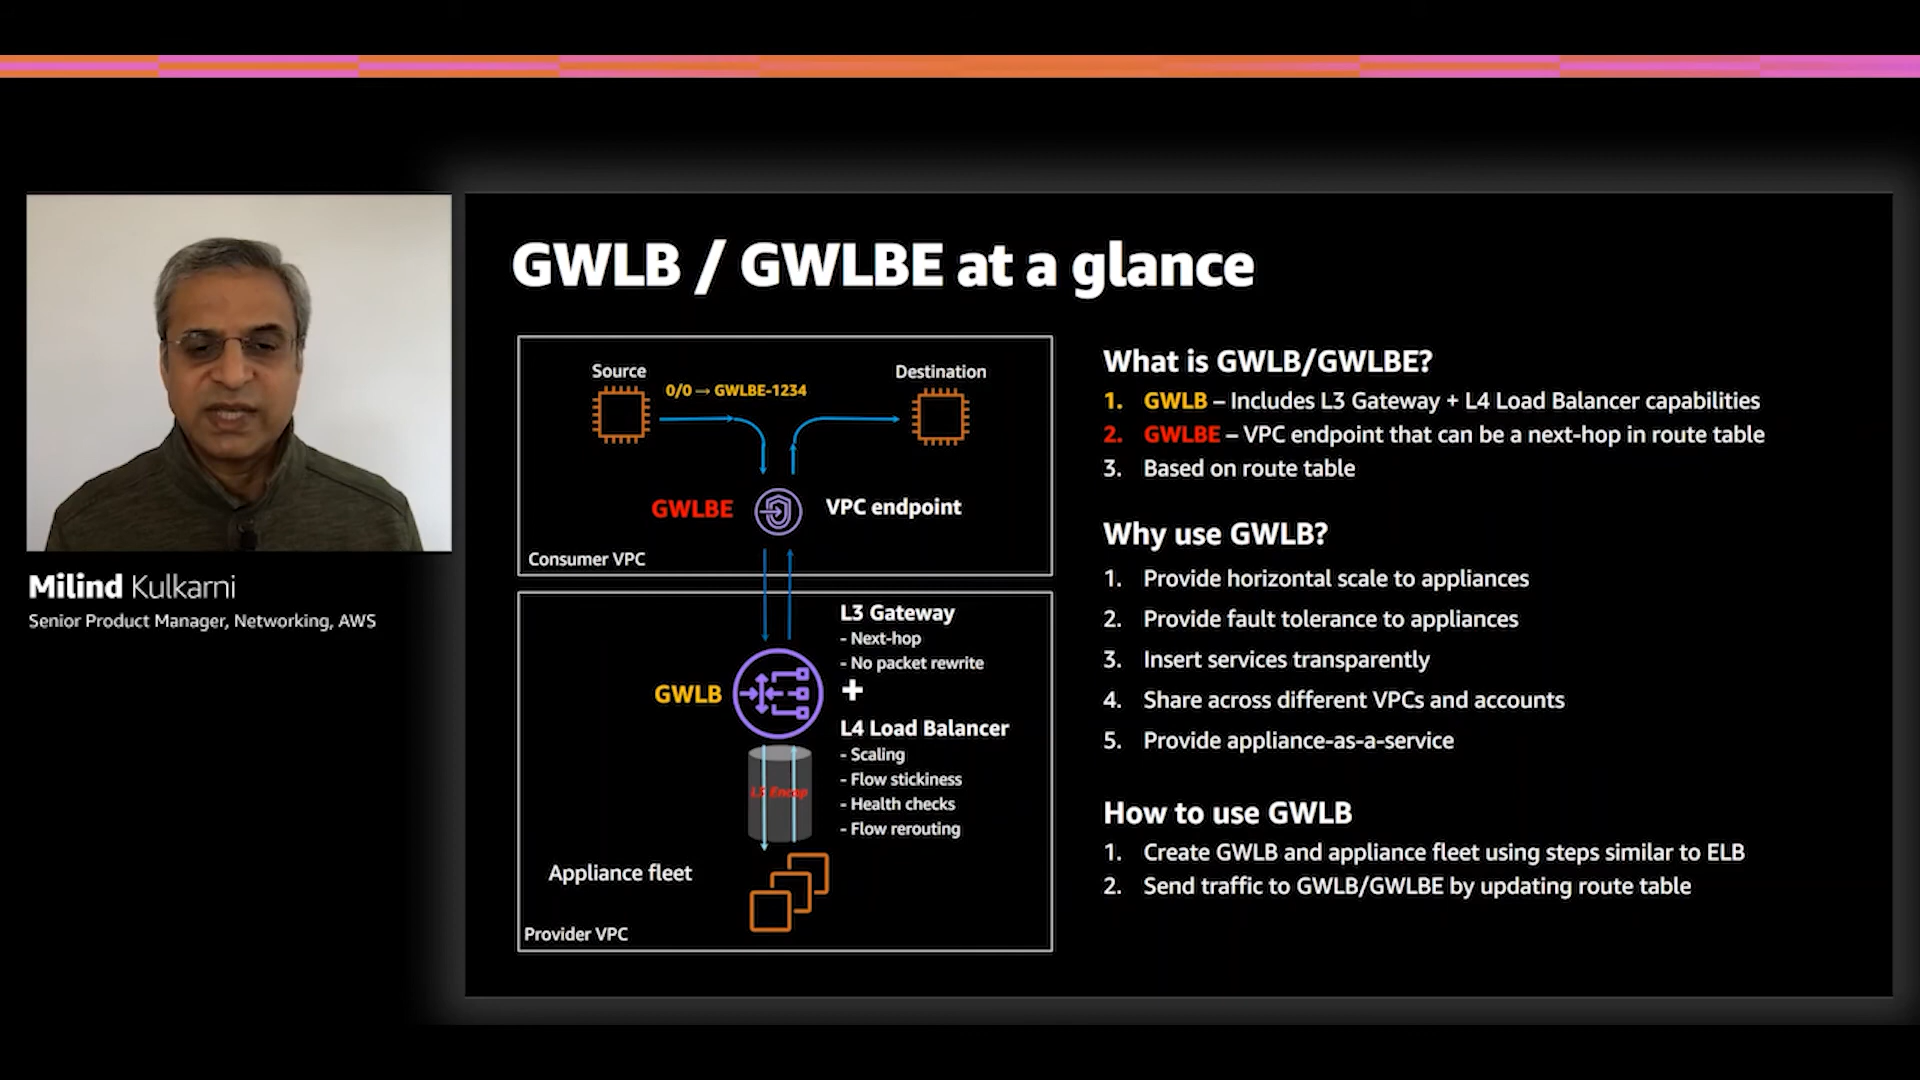 GWLB / GWLBE at a glance
Source
0/0 → GWLBE-1234
Destination
GWLBE
VPC endpoint
Consumer VPC
L3 Gateway
- Next-hop
- No packet rewrite
GWLB
+
L4 Load Balancer
- Scaling
- Flow stickiness
- Health checks
- Flow rerouting
L3 Encap
Appliance fleet
Provider VPC
What is GWLB/GWLBE?
1. GWLB – Includes L3 Gateway + L4 Load Balancer capabilities
2. GWLBE – VPC endpoint that can be a next-hop in route table
3. Based on route table
Why use GWLB?
1. Provide horizontal scale to appliances
2. Provide fault tolerance to appliances
3. Insert services transparently
4. Share across different VPCs and accounts
5. Provide appliance-as-a-service
How to use GWLB
1. Create GWLB and appliance fleet using steps similar to ELB
2. Send traffic to GWLB/GWLBE by updating route table
Milind Kulkarni
Senior Product Manager, Networking, AWS